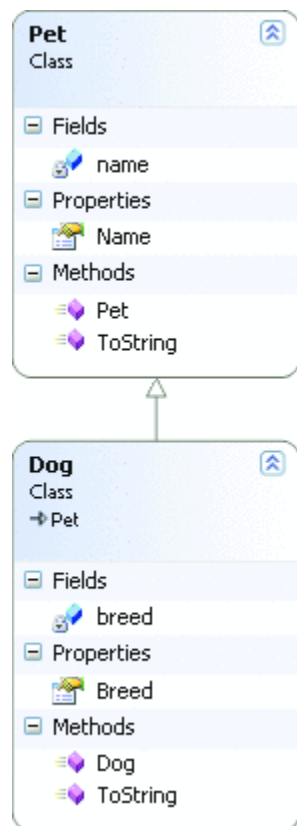 Pet
Class
Fields
name
Properties
Name
Methods
Pet
ToString
Dog
Class
Pet
Fields
breed
Properties
Breed
Methods
Dog
ToString